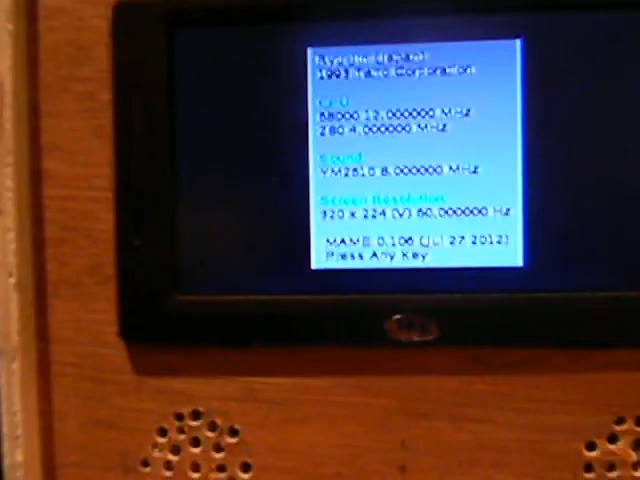 1993 Taito Corporation
CPU
68000 12.000000 MHz
Z80 4.000000 MHz
Sound
YM2610 8.000000 MHz
Screen Resolution
320 x 224 (V) 60.000000 Hz
MAME 0.106 (Jul 27 2012)
Press Any Key